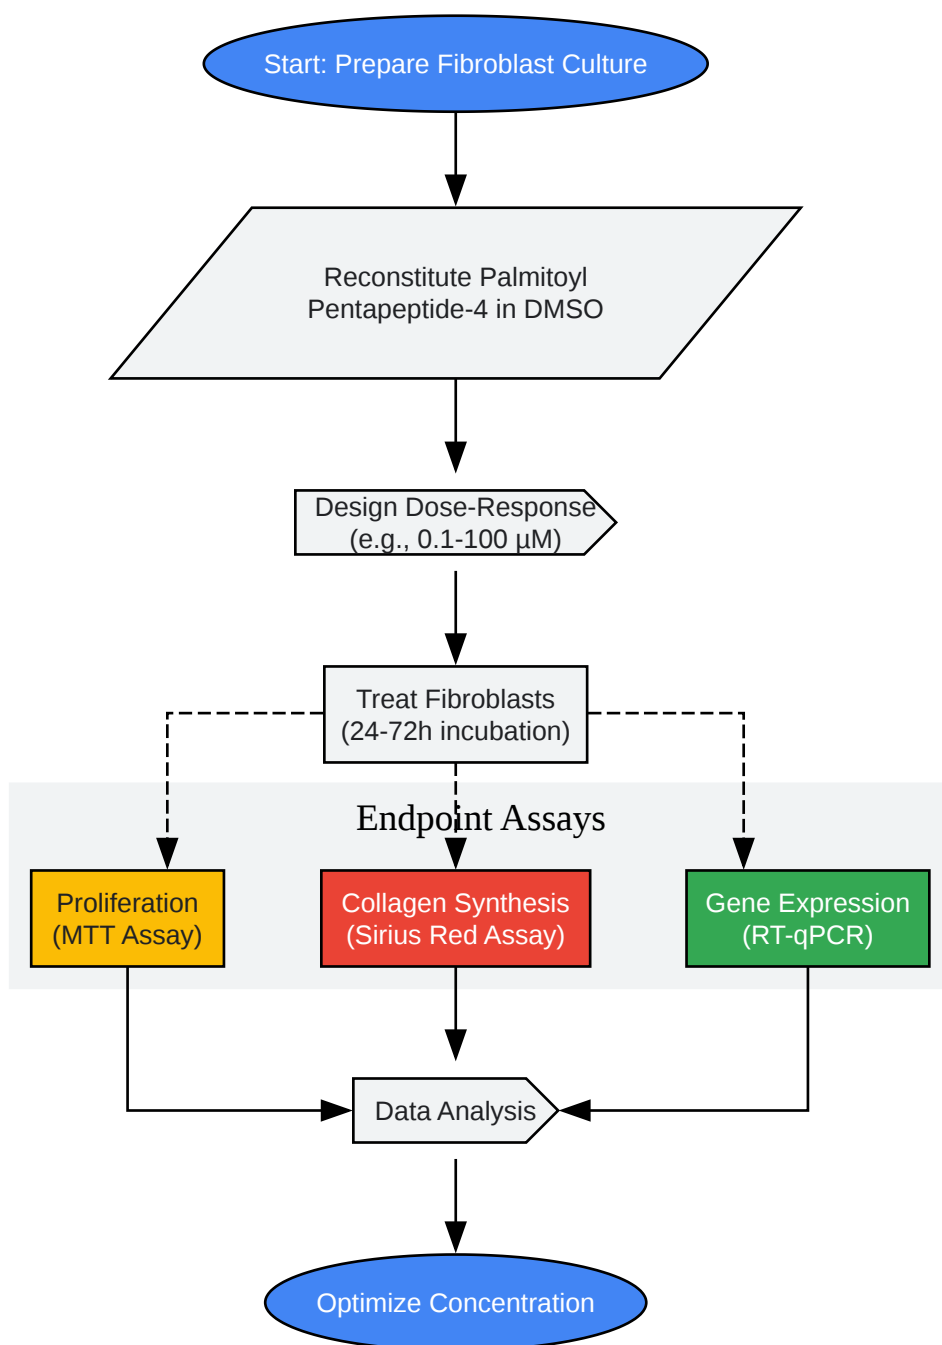 Start: Prepare Fibroblast Culture
Reconstitute Palmitoyl
Pentapeptide-4 in DMSO
Design Dose-Response
(e.g., 0.1-100 µM)
Treat Fibroblasts
(24-72h incubation)
Endpoint Assays
Proliferation
(MTT Assay)
Collagen Synthesis
(Sirius Red Assay)
Gene Expression
(RT-qPCR)
Data Analysis
Optimize Concentration